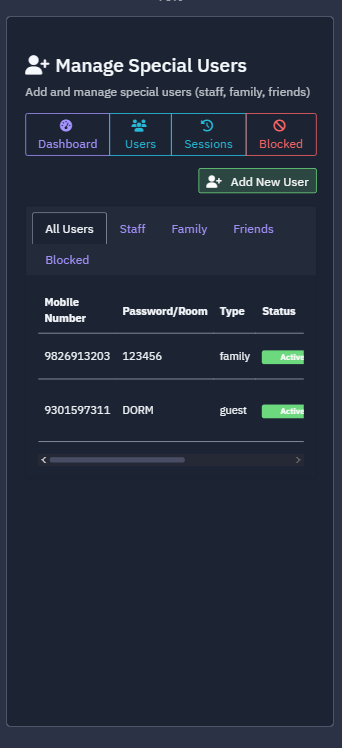 Manage Special Users
Add and manage special users (staff, family, friends)
Dashboard
Users
Sessions
Blocked
Add New User
All Users
Staff
Family
Friends
Blocked
Mobile
Number
Password/Room
Type
Status
9826913203
123456
family
Active
9301597311
DORM
guest
Active